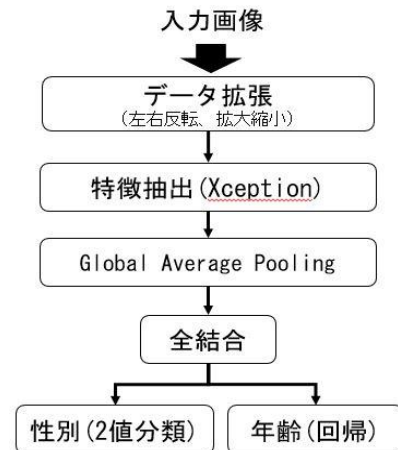 入力画像
データ拡張
(左右反転、拡大縮小)
特徴抽出(Xception)
Global Average Pooling
全結合
性別(2値分類)
年齢(回帰)